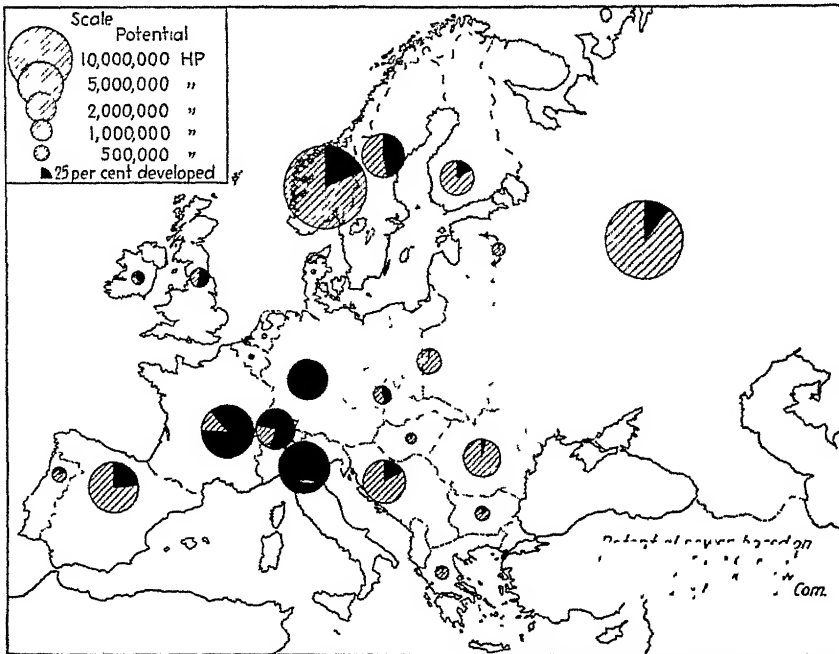 Scale
Potential
10,000,000 HP
5,000,000 "
2,000,000 "
1,000,000 "
500,000 "
25 per cent developed
Com.